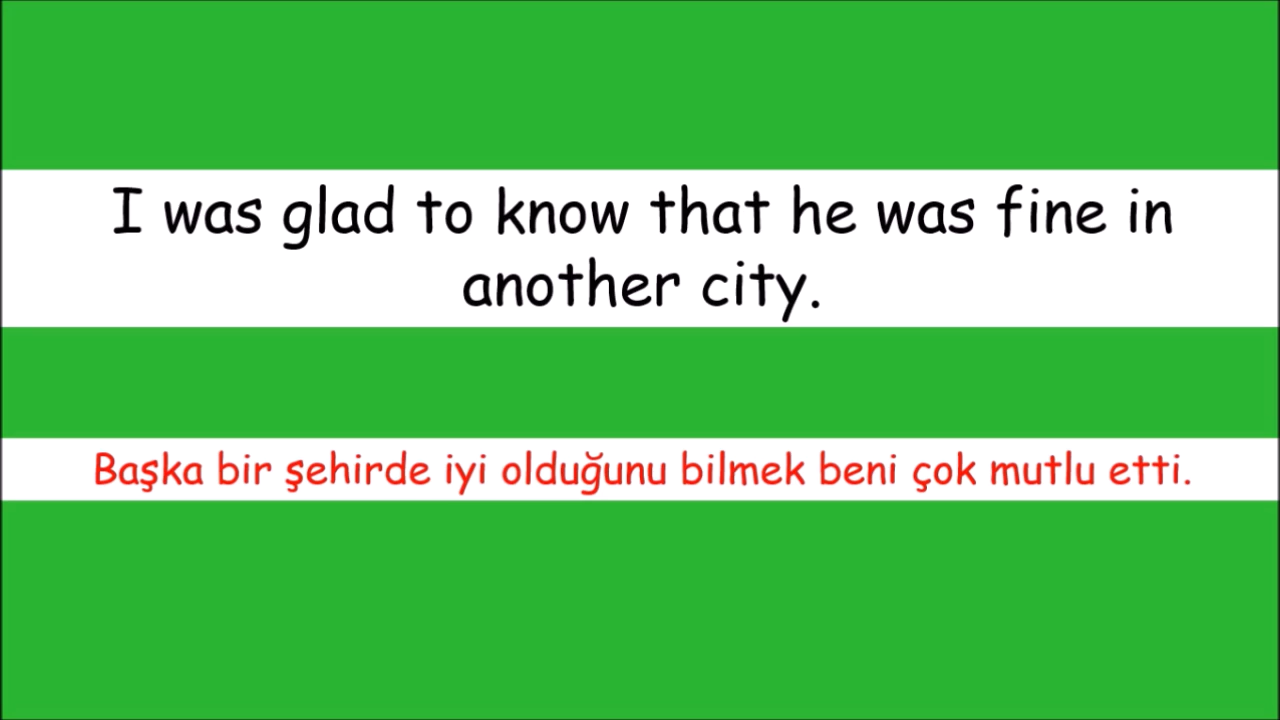 I was glad to know that he was fine in
another city.
Başka bir şehirde iyi olduğunu bilmek beni çok mutlu etti.